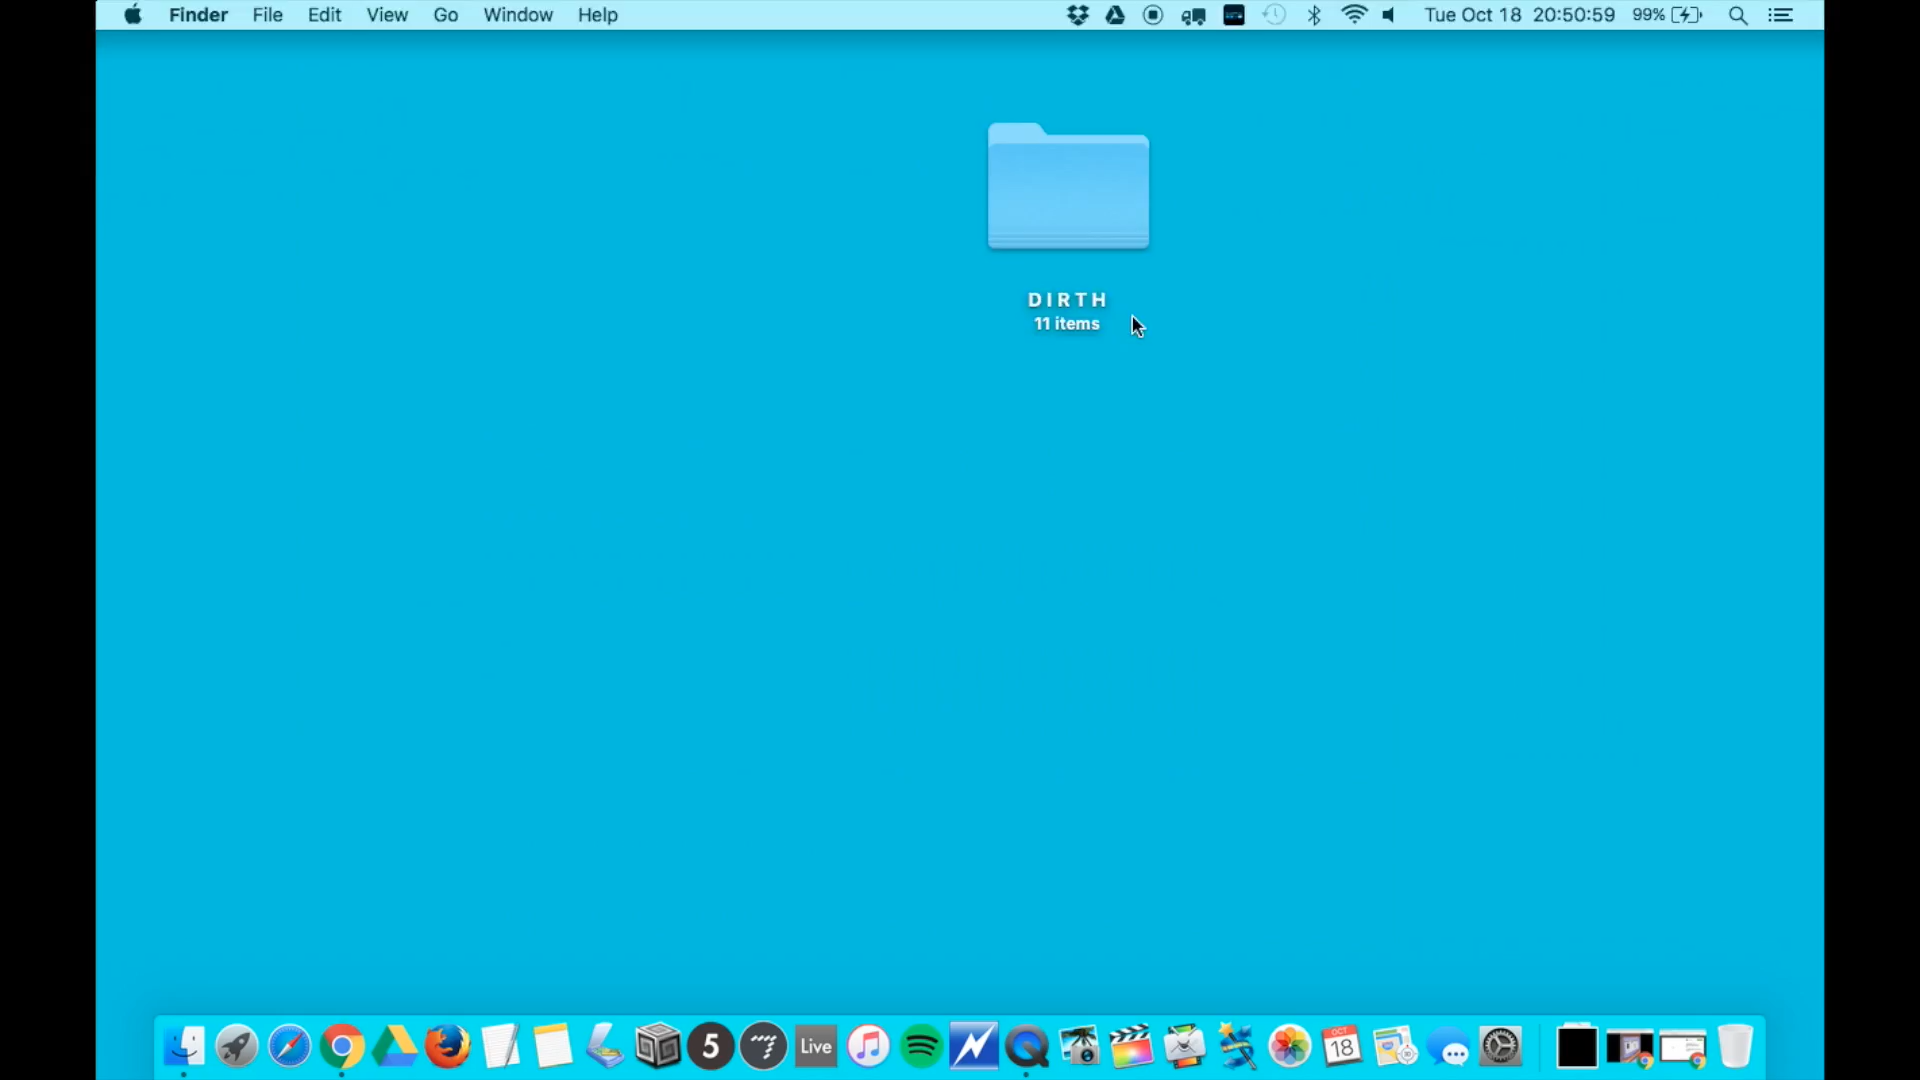 Finder File Edit View Go Window Help Tue Oct 18 20:50:59 99%
D I R T H
11 items
5 Live OCT
18